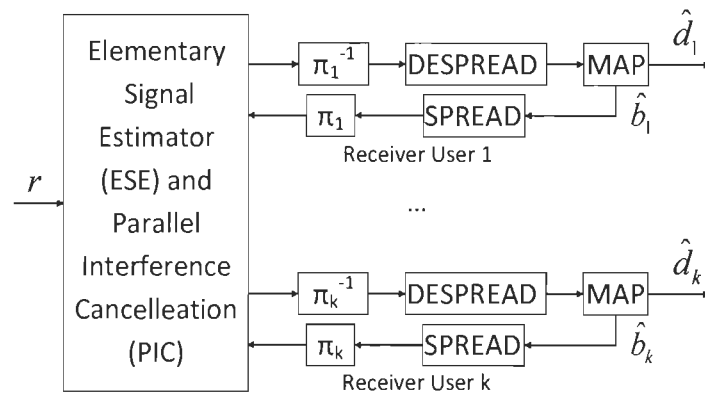 Elementary
Signal
Estimator
(ESE) and
Parallel
Interference
Cancelleation
(PIC)
r
π₁⁻¹ DESPREAD MAP d̂₁
π₁ SPREAD b̂₁
Receiver User 1
...
πₖ⁻¹ DESPREAD MAP d̂ₖ
πₖ SPREAD b̂ₖ
Receiver User k